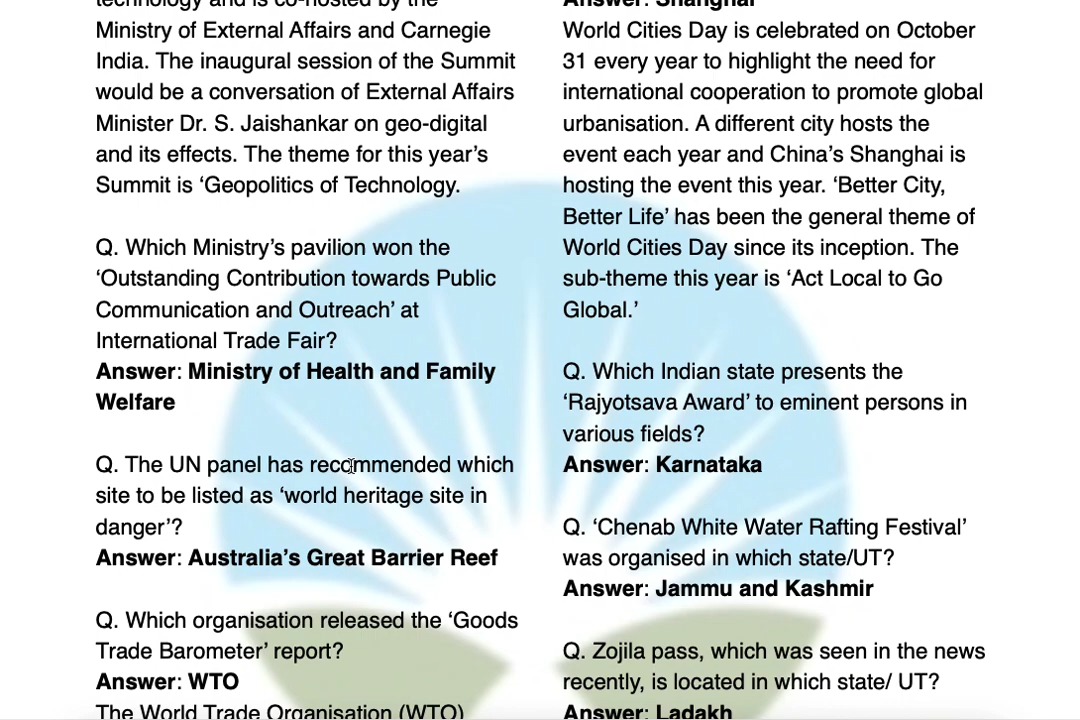 technology and is co-hosted by the
Ministry of External Affairs and Carnegie
India. The inaugural session of the Summit
would be a conversation of External Affairs
Minister Dr. S. Jaishankar on geo-digital
and its effects. The theme for this year’s
Summit is ‘Geopolitics of Technology.
Q. Which Ministry’s pavilion won the
‘Outstanding Contribution towards Public
Communication and Outreach’ at
International Trade Fair?
Answer: Ministry of Health and Family
Welfare
Q. The UN panel has recommended which
site to be listed as ‘world heritage site in
danger’?
Answer: Australia’s Great Barrier Reef
Q. Which organisation released the ‘Goods
Trade Barometer’ report?
Answer: WTO
The World Trade Organisation (WTO)
Answer: Shanghai
World Cities Day is celebrated on October
31 every year to highlight the need for
international cooperation to promote global
urbanisation. A different city hosts the
event each year and China’s Shanghai is
hosting the event this year. ‘Better City,
Better Life’ has been the general theme of
World Cities Day since its inception. The
sub-theme this year is ‘Act Local to Go
Global.’
Q. Which Indian state presents the
‘Rajyotsava Award’ to eminent persons in
various fields?
Answer: Karnataka
Q. ‘Chenab White Water Rafting Festival’
was organised in which state/UT?
Answer: Jammu and Kashmir
Q. Zojila pass, which was seen in the news
recently, is located in which state/ UT?
Answer: Ladakh